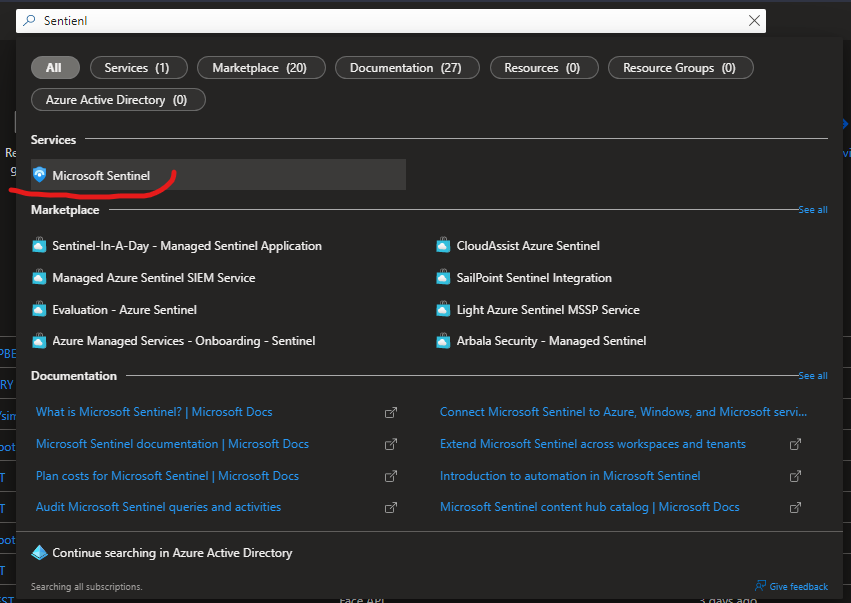 Sentienl
All
Services (1)
Marketplace (20)
Documentation (27)
Resources (0)
Resource Groups (0)
Azure Active Directory (0)
Services
Microsoft Sentinel
Marketplace
See all
Sentinel-In-A-Day - Managed Sentinel Application
CloudAssist Azure Sentinel
Managed Azure Sentinel SIEM Service
SailPoint Sentinel Integration
Evaluation - Azure Sentinel
Light Azure Sentinel MSSP Service
Azure Managed Services - Onboarding - Sentinel
Arbala Security - Managed Sentinel
Documentation
See all
What is Microsoft Sentinel? | Microsoft Docs
Connect Microsoft Sentinel to Azure, Windows, and Microsoft servi...
Microsoft Sentinel documentation | Microsoft Docs
Extend Microsoft Sentinel across workspaces and tenants
Plan costs for Microsoft Sentinel | Microsoft Docs
Introduction to automation in Microsoft Sentinel
Audit Microsoft Sentinel queries and activities
Microsoft Sentinel content hub catalog | Microsoft Docs
Continue searching in Azure Active Directory
Searching all subscriptions.
Give feedback
Face API
3 days ago